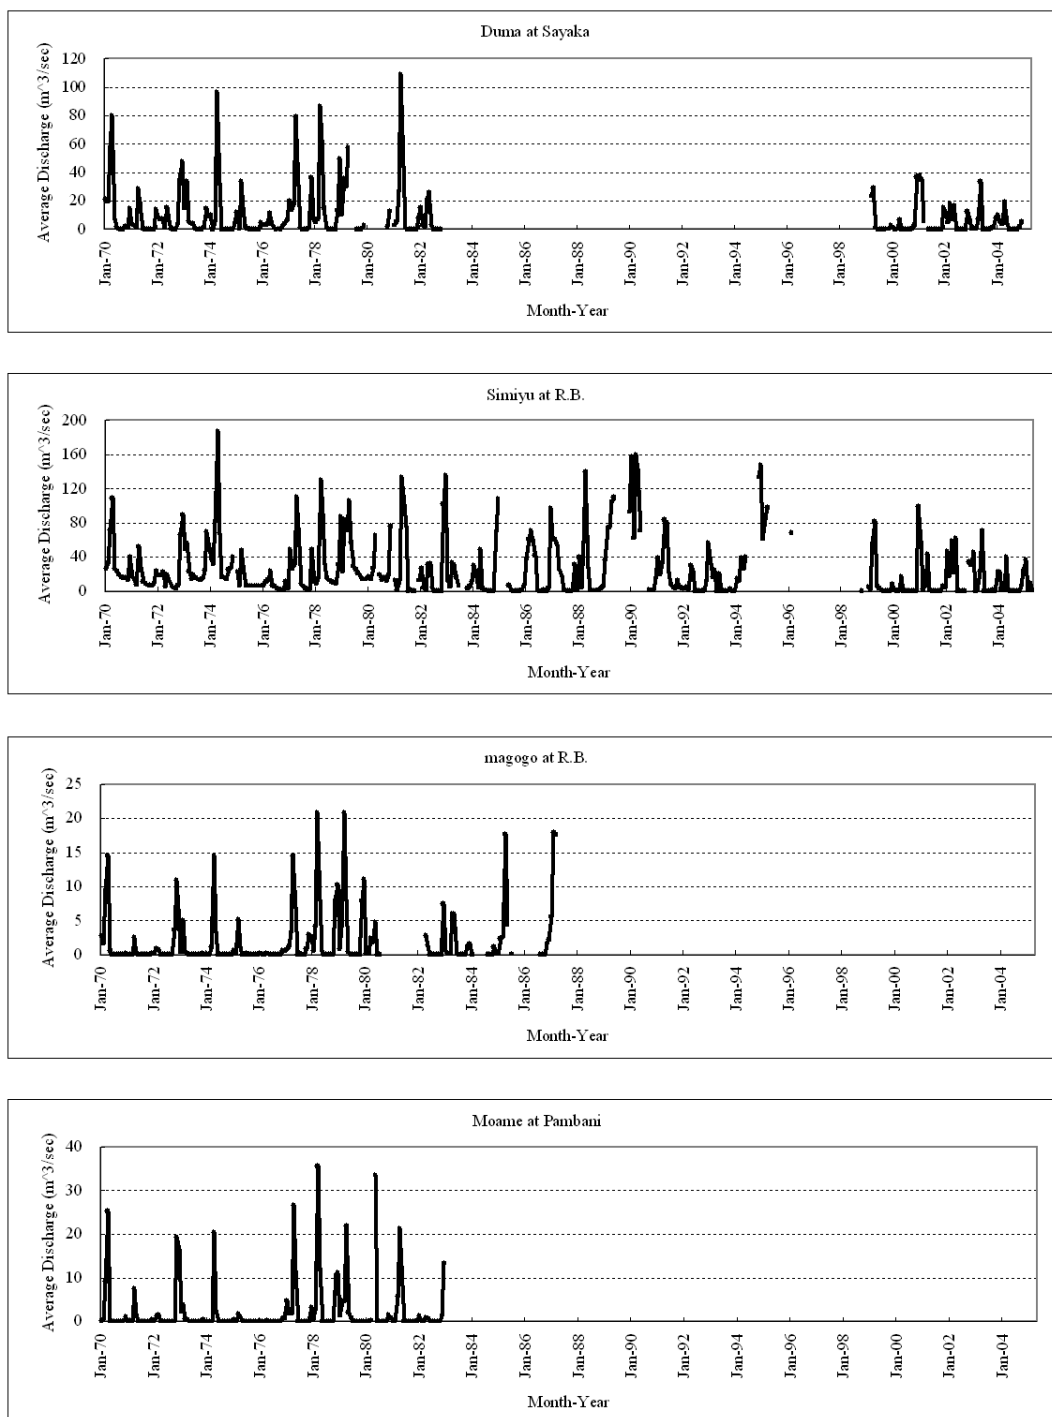 Duma at Sayaka
Average Discharge (m^3/sec)
120
100
80
60
40
20
0
Jan-70 Jan-72 Jan-74 Jan-76 Jan-78 Jan-80 Jan-82 Jan-84 Jan-86 Jan-88 Jan-90 Jan-92 Jan-94 Jan-96 Jan-98 Jan-00 Jan-02 Jan-04
Month-Year
Simiyu at R.B.
Average Discharge (m^3/sec)
200
160
120
80
40
0
Jan-70 Jan-72 Jan-74 Jan-76 Jan-78 Jan-80 Jan-82 Jan-84 Jan-86 Jan-88 Jan-90 Jan-92 Jan-94 Jan-96 Jan-98 Jan-00 Jan-02 Jan-04
Month-Year
magogo at R.B.
Average Discharge (m^3/sec)
25
20
15
10
5
0
Jan-70 Jan-72 Jan-74 Jan-76 Jan-78 Jan-80 Jan-82 Jan-84 Jan-86 Jan-88 Jan-90 Jan-92 Jan-94 Jan-96 Jan-98 Jan-00 Jan-02 Jan-04
Month-Year
Moame at Pambani
Average Discharge (m^3/sec)
40
30
20
10
0
Jan-70 Jan-72 Jan-74 Jan-76 Jan-78 Jan-80 Jan-82 Jan-84 Jan-86 Jan-88 Jan-90 Jan-92 Jan-94 Jan-96 Jan-98 Jan-00 Jan-02 Jan-04
Month-Year